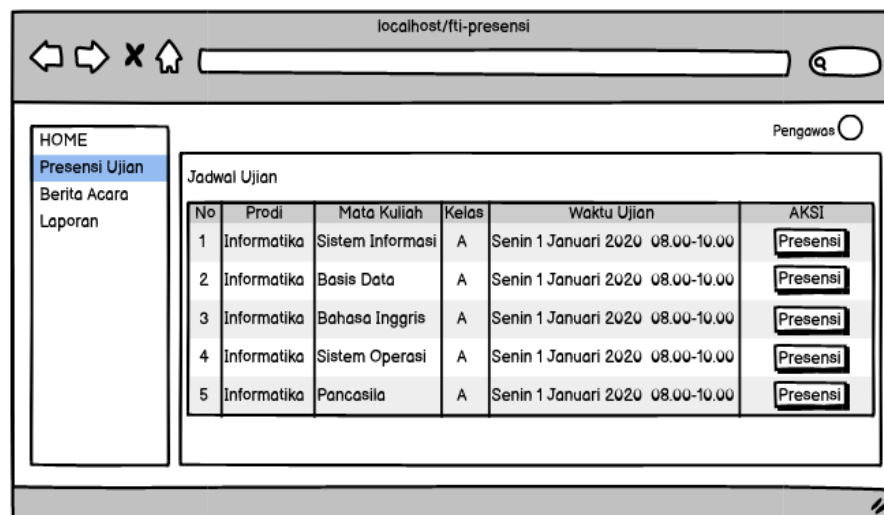 localhost/fti-presensi
Pengawas
HOME
Presensi Ujian
Berita Acara
Laporan
Jadwal Ujian
No Prodi Mata Kuliah Kelas Waktu Ujian AKSI
1 Informatika Sistem Informasi A Senin 1 Januari 2020 08.00-10.00 Presensi
2 Informatika Basis Data A Senin 1 Januari 2020 08.00-10.00 Presensi
3 Informatika Bahasa Inggris A Senin 1 Januari 2020 08.00-10.00 Presensi
4 Informatika Sistem Operasi A Senin 1 Januari 2020 08.00-10.00 Presensi
5 Informatika Pancasila A Senin 1 Januari 2020 08.00-10.00 Presensi